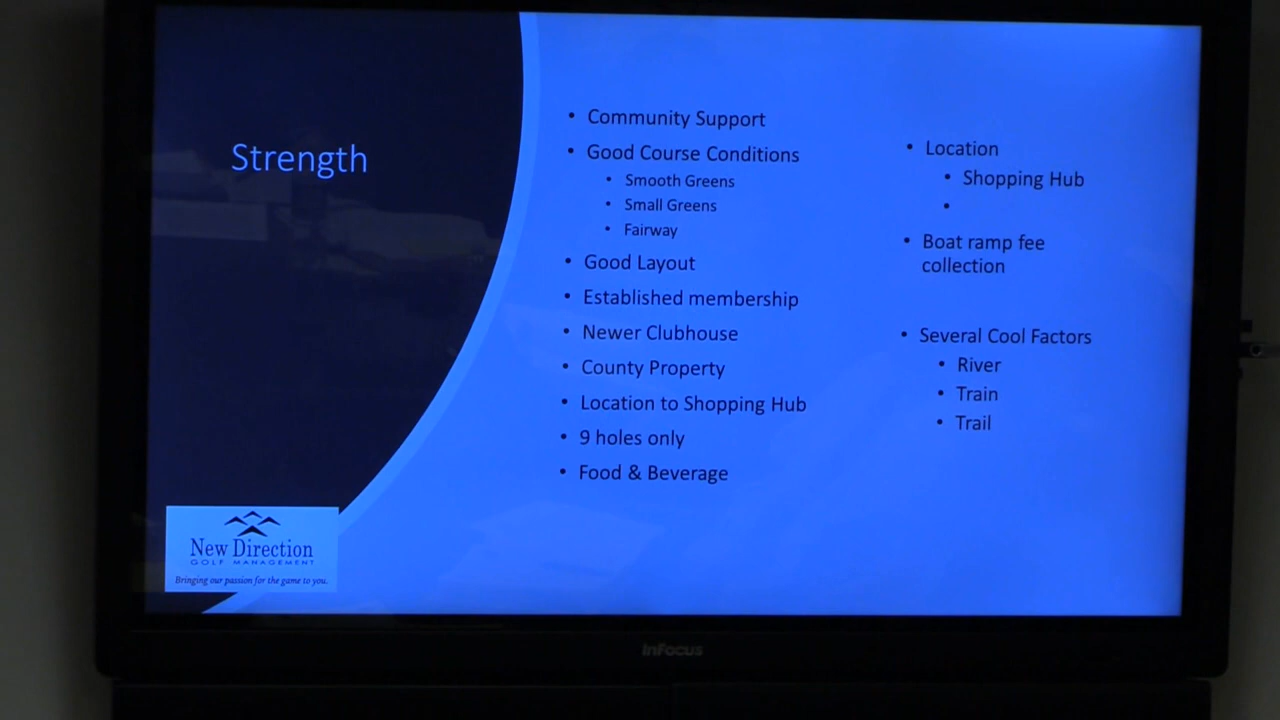 Strength
• Community Support
• Good Course Conditions
• Smooth Greens
• Small Greens
• Fairway
• Good Layout
• Established membership
• Newer Clubhouse
• County Property
• Location to Shopping Hub
• 9 holes only
• Food & Beverage
• Location
• Shopping Hub
•
• Boat ramp fee
collection
• Several Cool Factors
• River
• Train
• Trail
New Direction
GOLF MANAGEMENT
Bringing our passion for the game to you.
InFocus